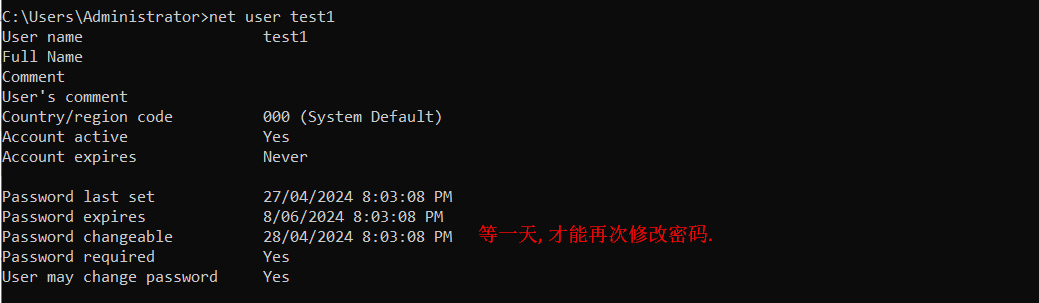 C:\Users\Administrator>net user test1
User name                    test1
Full Name
Comment
User's comment
Country/region code          000 (System Default)
Account active               Yes
Account expires              Never
Password last set            27/04/2024 8:03:08 PM
Password expires             8/06/2024 8:03:08 PM
Password changeable          28/04/2024 8:03:08 PM    等一天, 才能再次修改密码.
Password required            Yes
User may change password     Yes